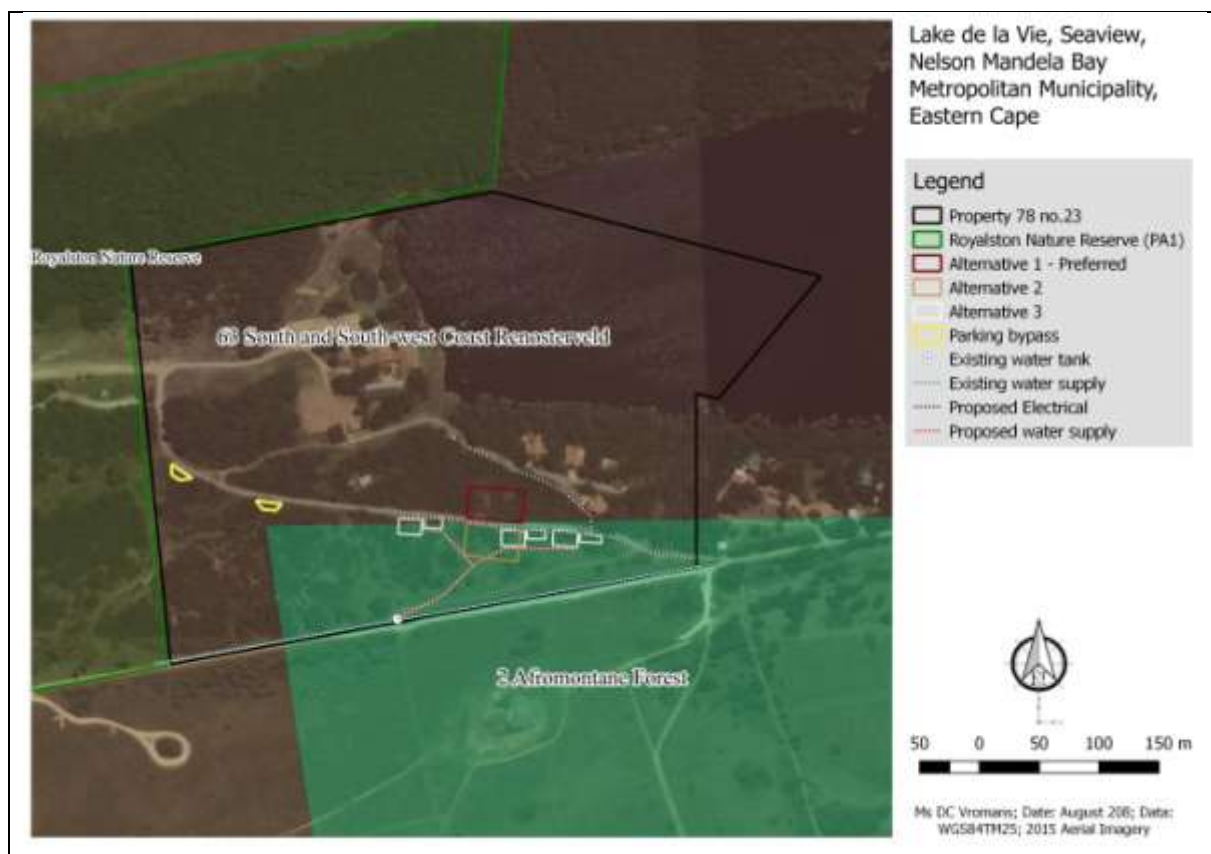 Lake de la Vie, Seaview,
Nelson Mandela Bay
Metropolitan Municipality,
Eastern Cape
Legend
Property 78 no.23
Royalston Nature Reserve (PA1)
Alternative 1 - Preferred
Alternative 2
Alternative 3
Parking bypass
Existing water tank
Existing water supply
Proposed Electrical
Proposed water supply
Royalston Nature Reserve
63 South and South-west Coast Renosterveld
2 Afromontane Forest
50 0 50 100 150 m
Ms DC Vromans; Date: August 208; Data:
WGS84TM25; 2015 Aerial Imagery